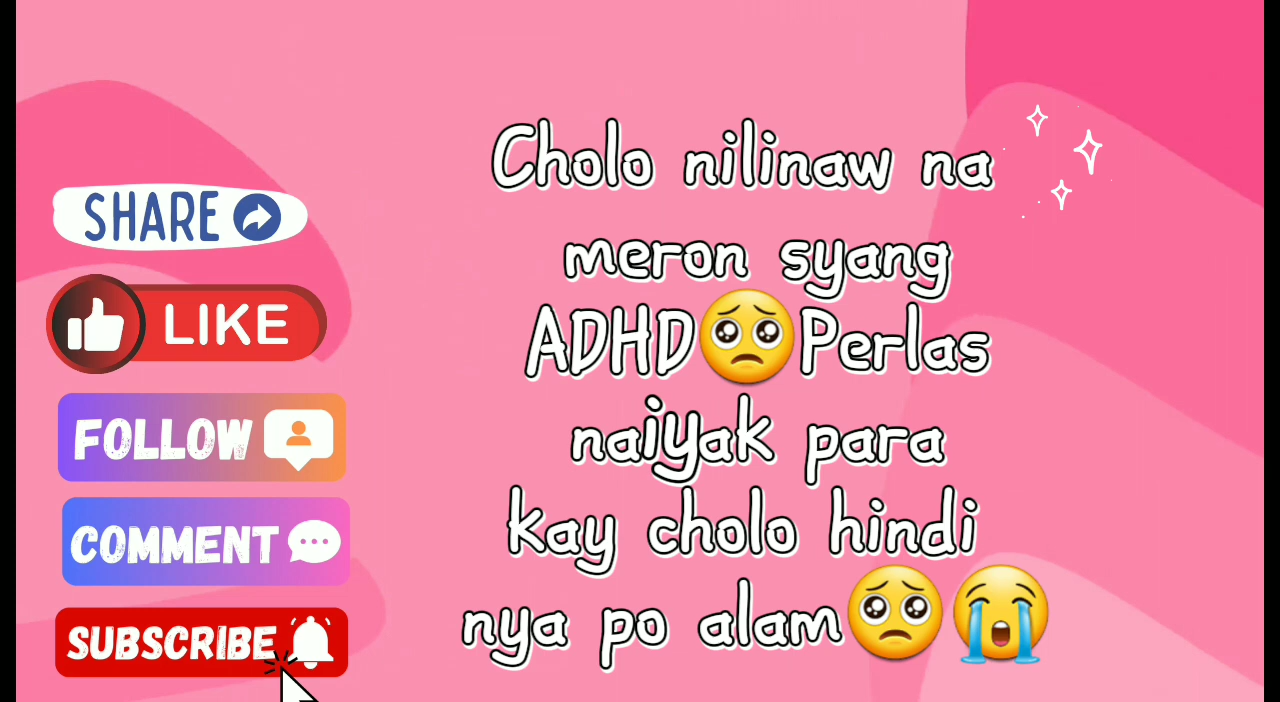 SHARE
LIKE
FOLLOW
COMMENT
SUBSCRIBE
Cholo nilinaw na
meron syang
ADHD🥺Perlas
naiyak para
kay cholo hindi
nya po alam🥺😭